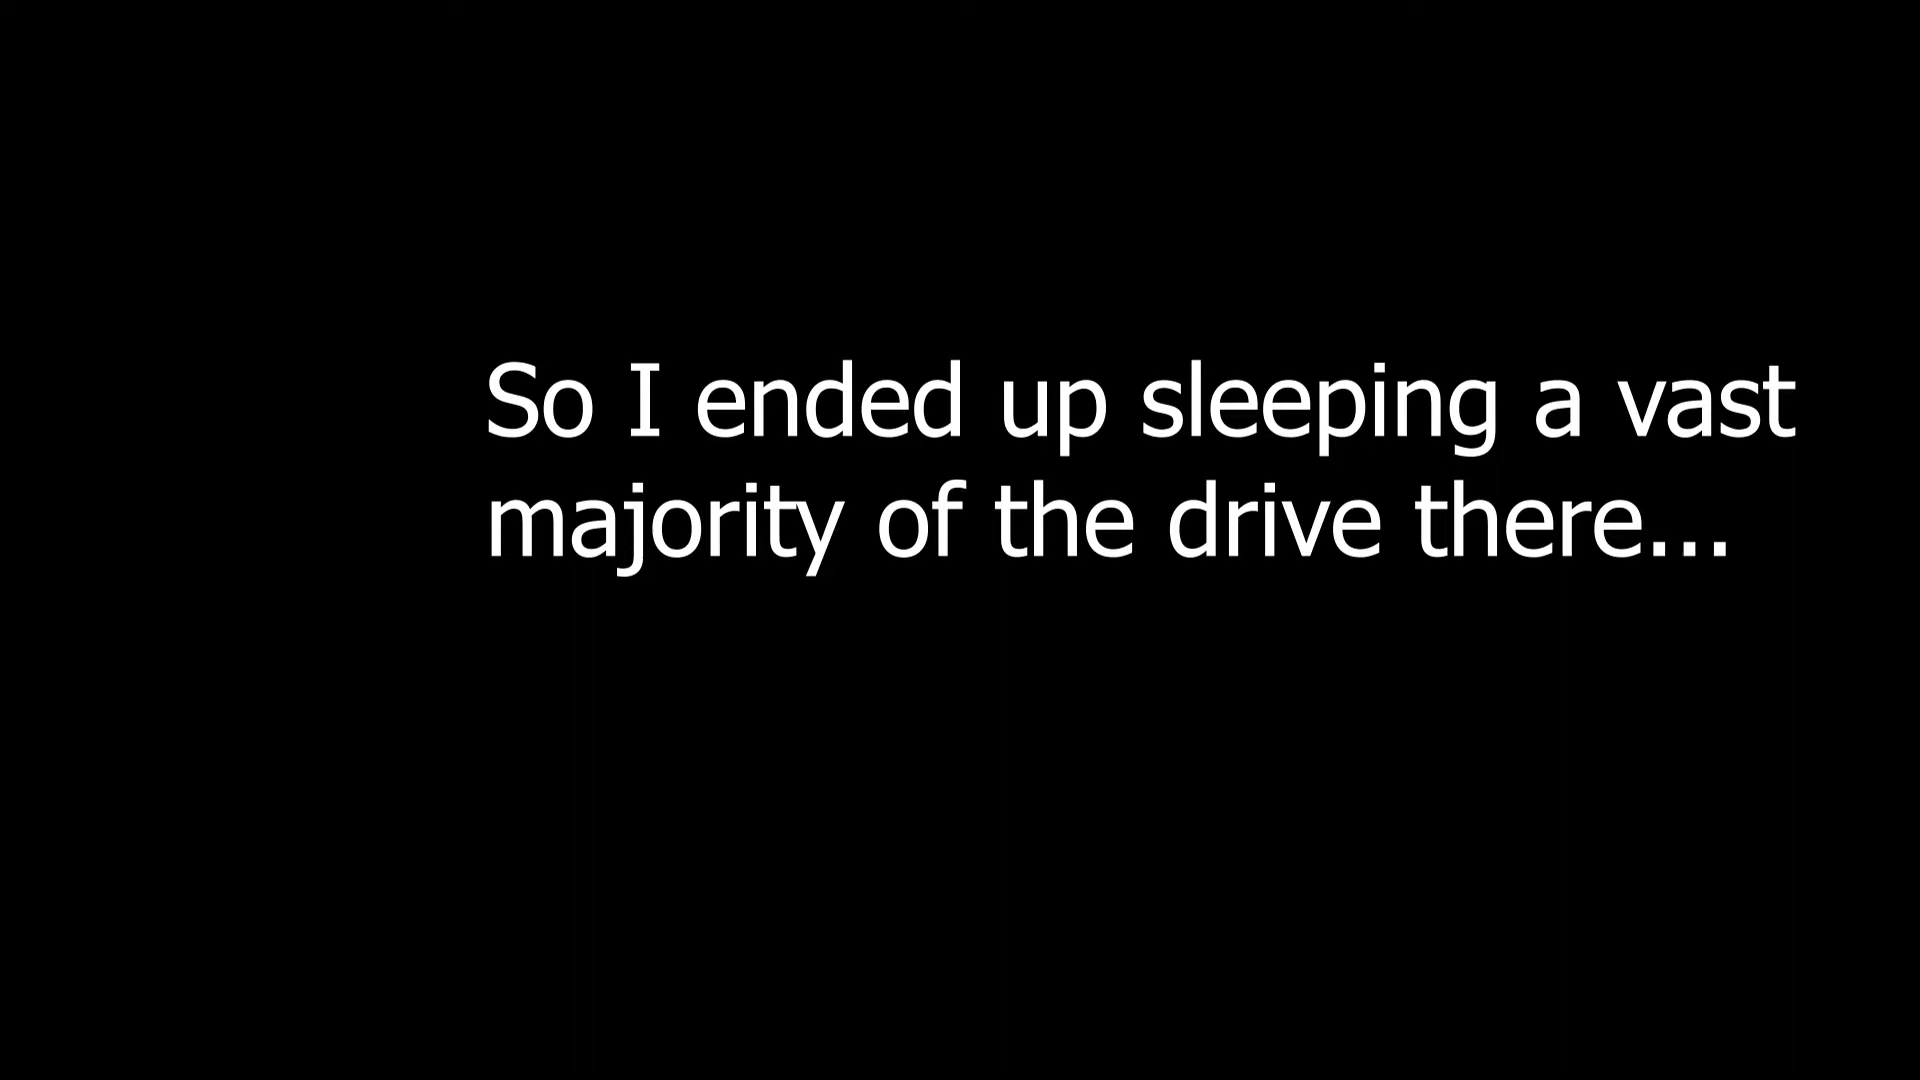 So I ended up sleeping a vast
majority of the drive there...